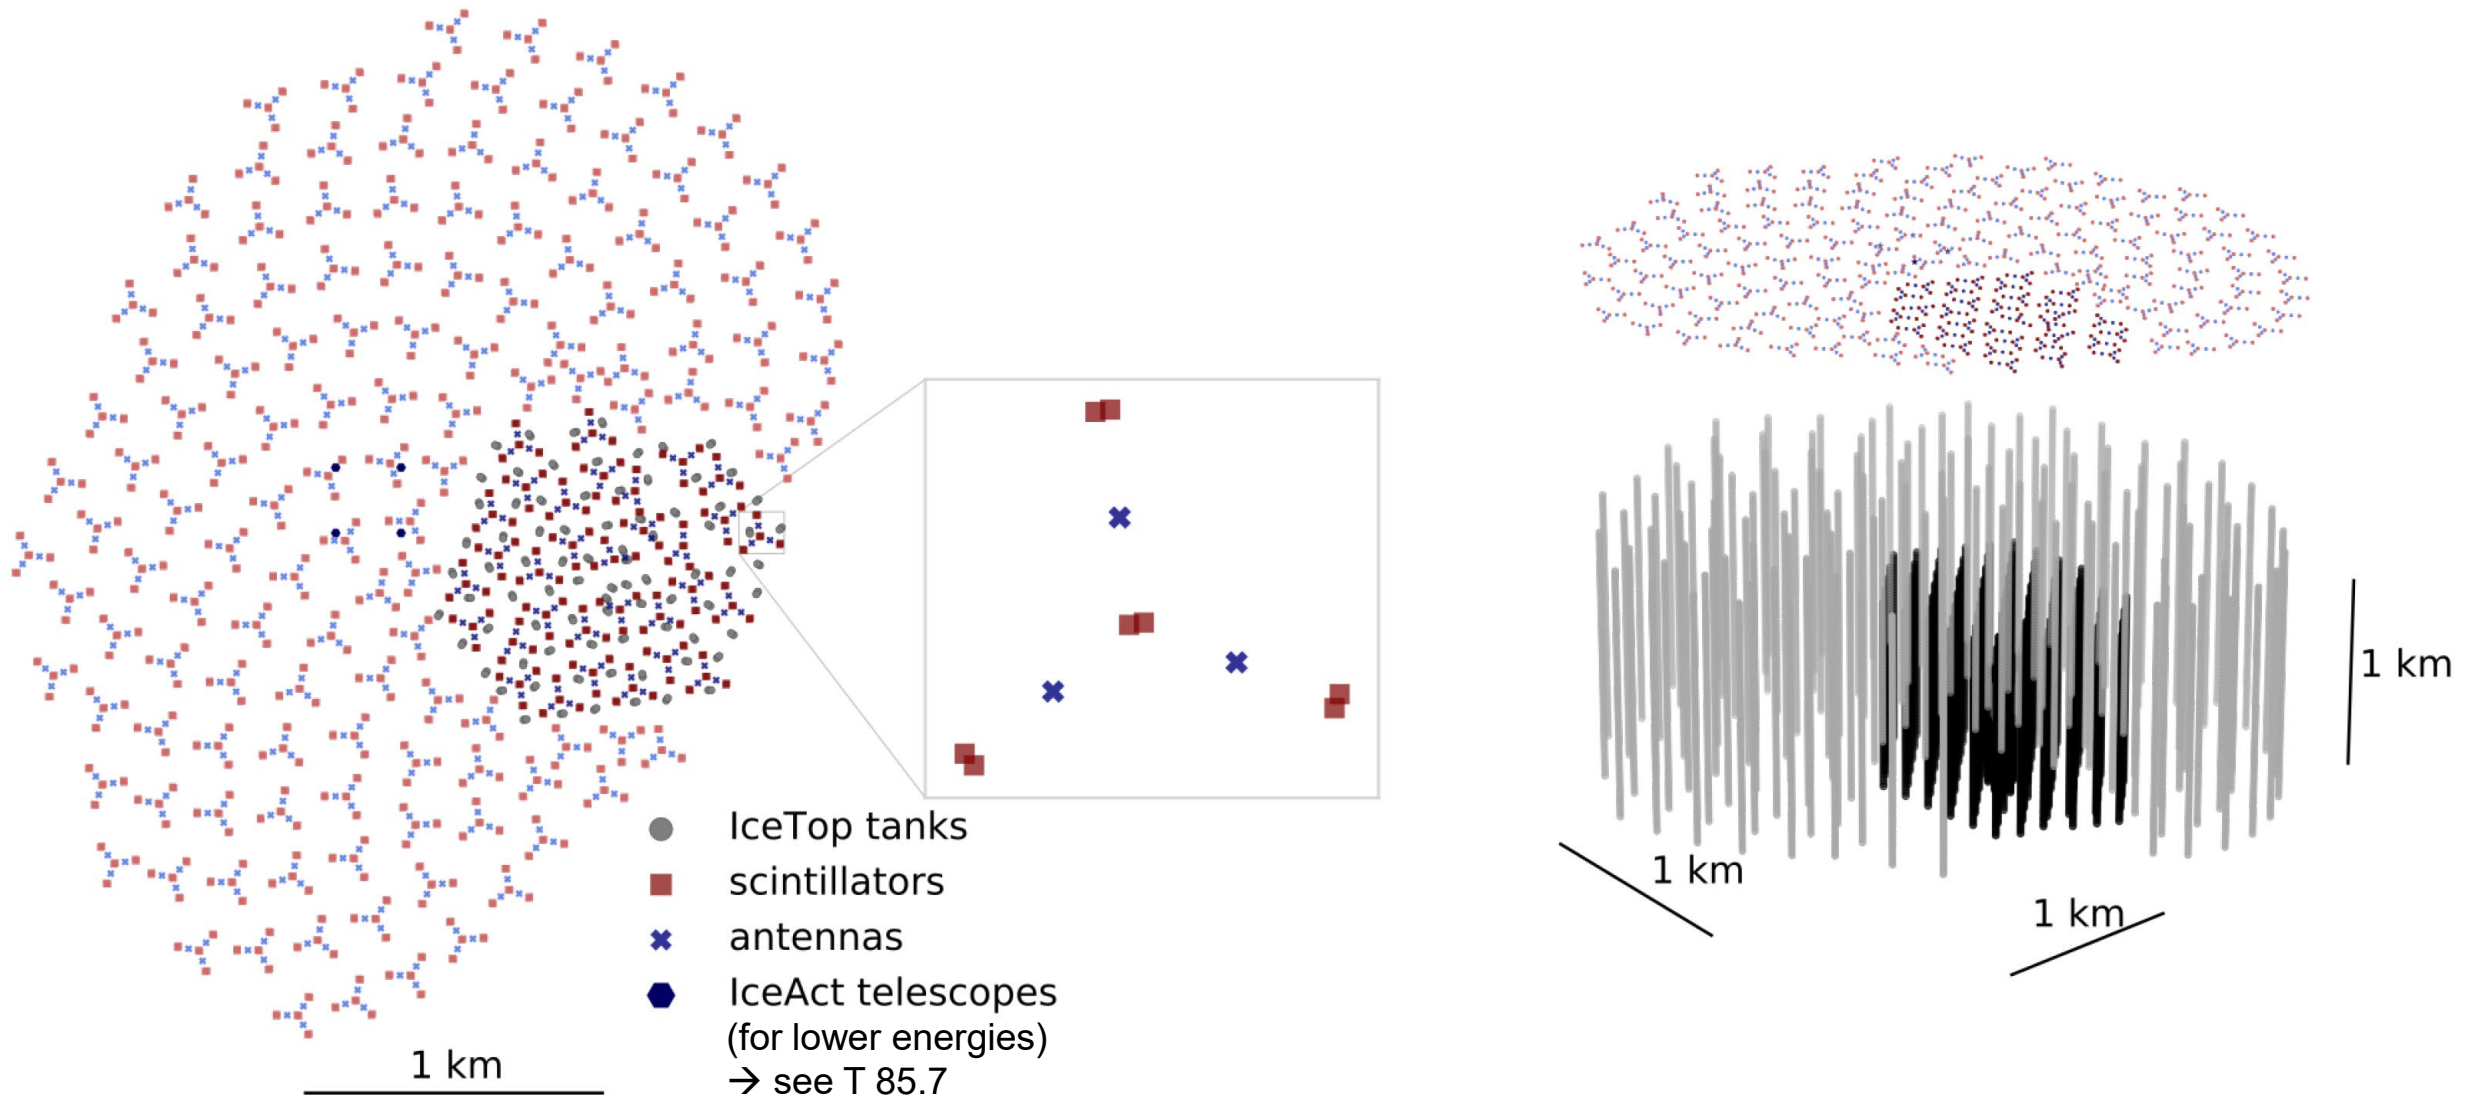 IceTop tanks
scintillators
antennas
IceAct telescopes
(for lower energies)
→ see T 85.7
1 km
1 km
1 km
1 km